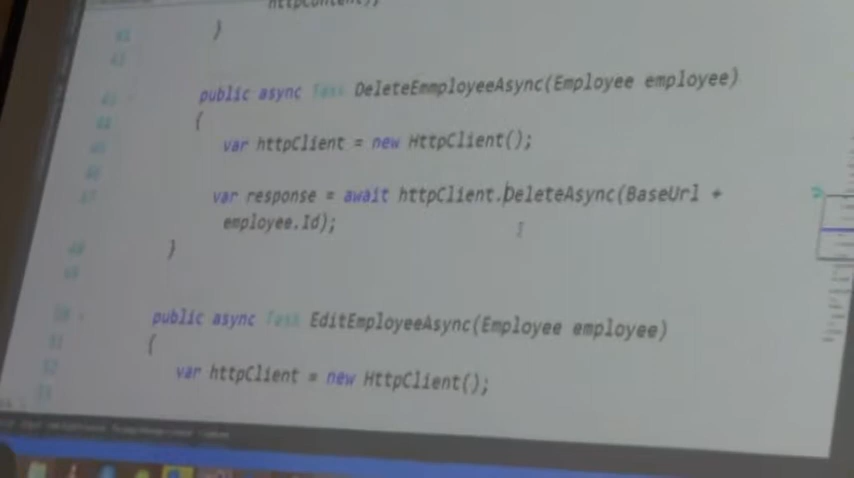 httpContent);
}
public async Task DeleteEmmployeeAsync(Employee employee)
{
var httpClient = new HttpClient();
var response = await httpClient.DeleteAsync(BaseUrl +
employee.Id);
}
public async Task EditEmployeeAsync(Employee employee)
{
var httpClient = new HttpClient();